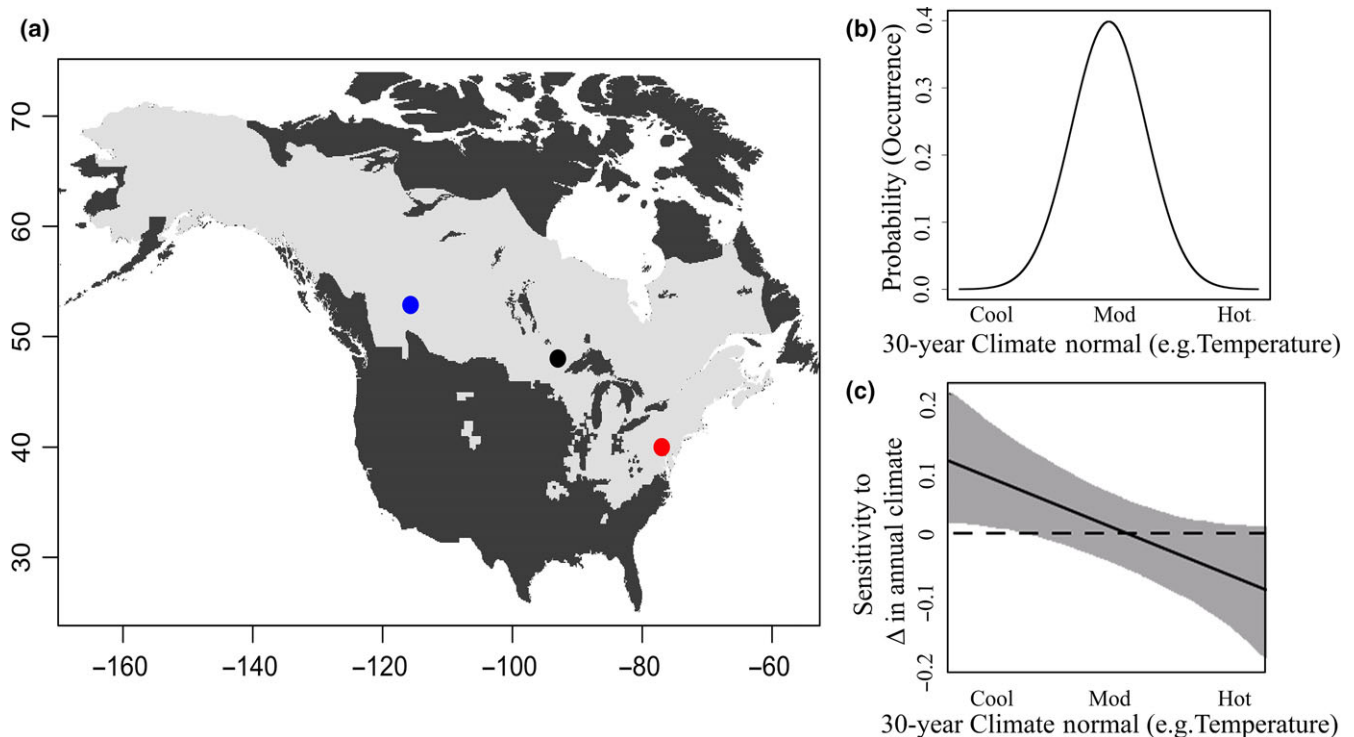 (a)
70
60
50
40
30
−160
−140
−120
−100
−80
−60
(b)
Probability (Occurrence)
0.4
0.3
0.2
0.1
0.0
Cool
Mod
Hot
30-year Climate normal (e.g.Temperature)
(c)
Sensitivity to
Δ in annual climate
0.2
0.1
0
−0.1
−0.2
Cool
Mod
Hot
30-year Climate normal (e.g.Temperature)